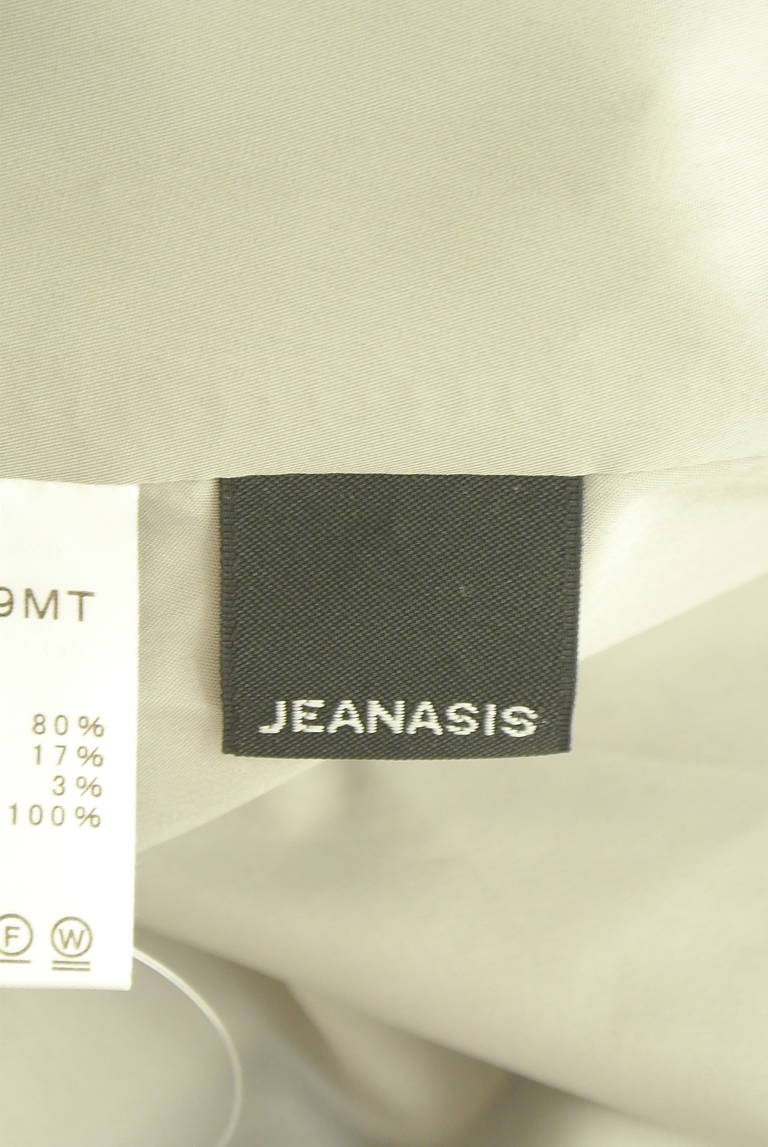 9MT
JEANASIS
80%
17%
3%
100%
F W